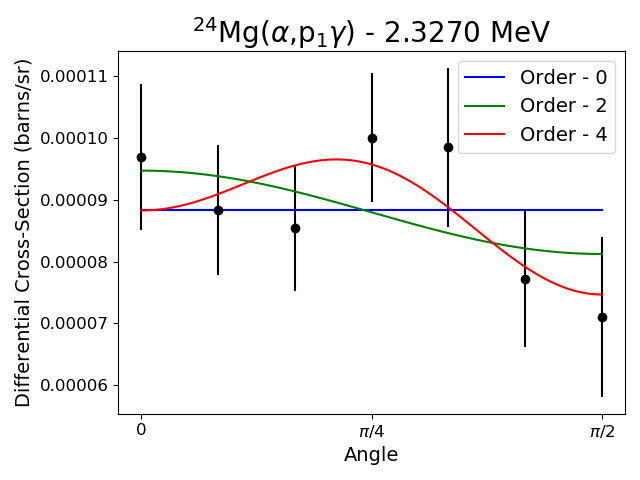 ²⁴Mg(α,p₁γ) - 2.3270 MeV
Differential Cross-Section (barns/sr)
0.00011
0.00010
0.00009
0.00008
0.00007
0.00006
Order - 0
Order - 2
Order - 4
0
π/4
π/2
Angle